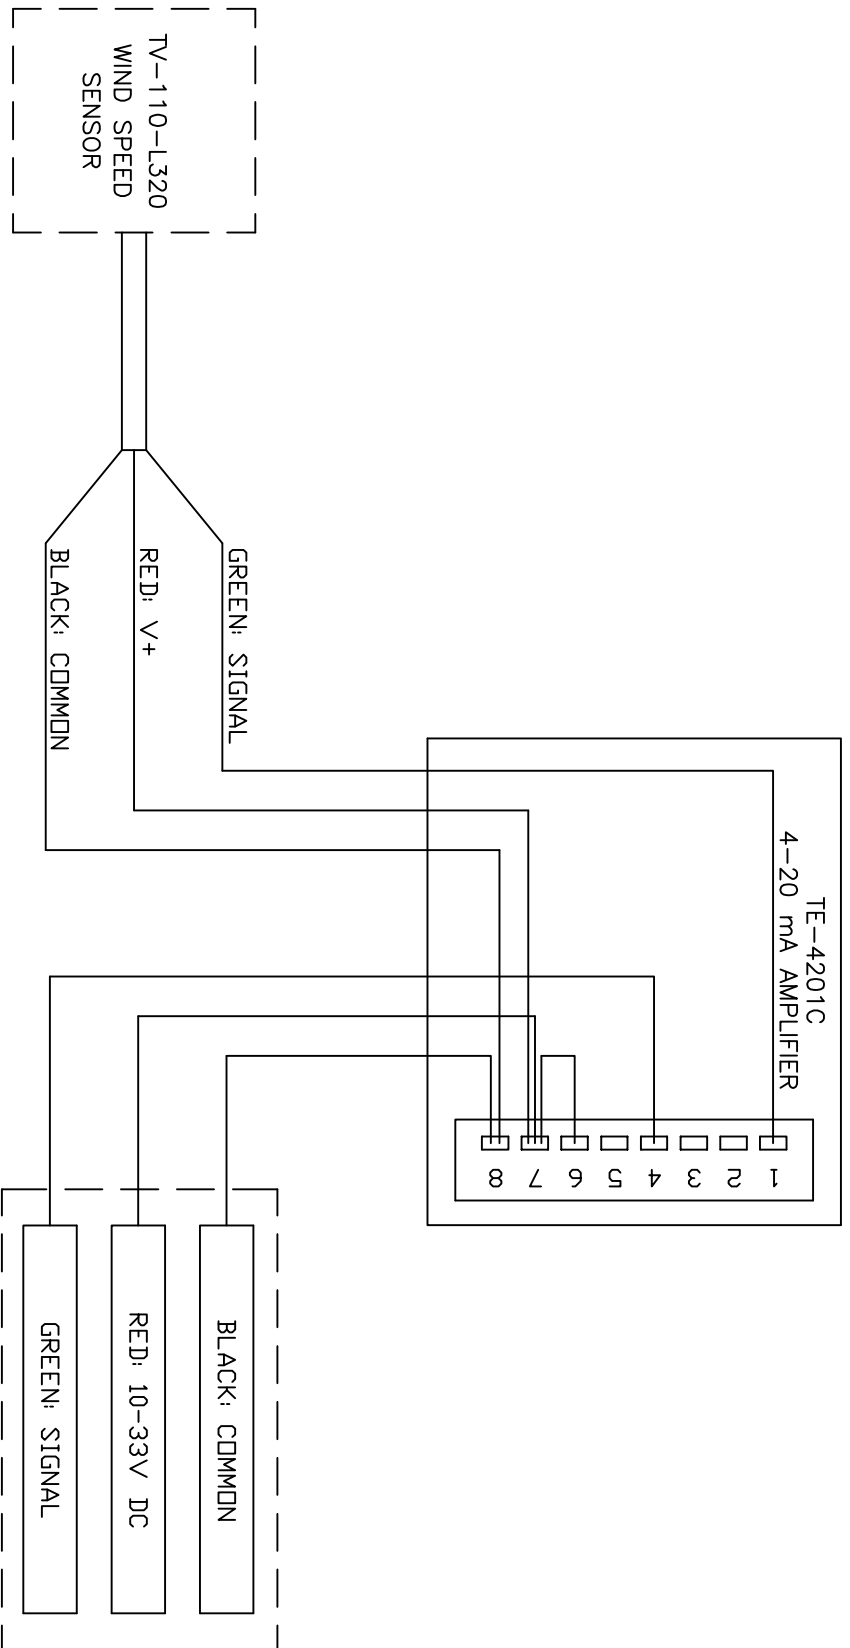 TV-110-L320
WIND SPEED
SENSOR
GREEN: SIGNAL
RED: V+
BLACK: COMMON
TE-4201C
4-20 mA AMPLIFIER
1
2
3
4
5
6
7
8
BLACK: COMMON
RED: 10-33V DC
GREEN: SIGNAL